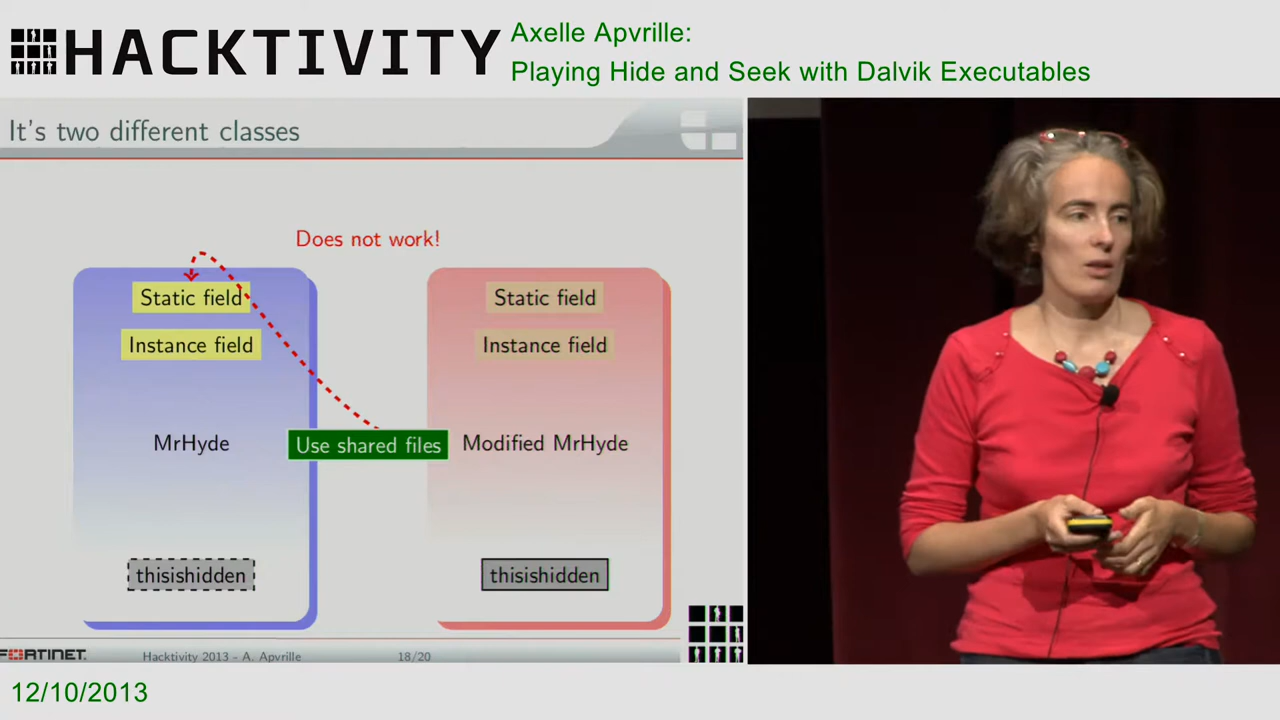 HACKTIVITY
Axelle Apvrille:
Playing Hide and Seek with Dalvik Executables
It's two different classes
Does not work!
Static field
Static field
Instance field
Instance field
MrHyde
Use shared files
Modified MrHyde
thisishidden
thisishidden
FORTINET.
Hacktivity 2013 - A. Apvrille
18/20
12/10/2013